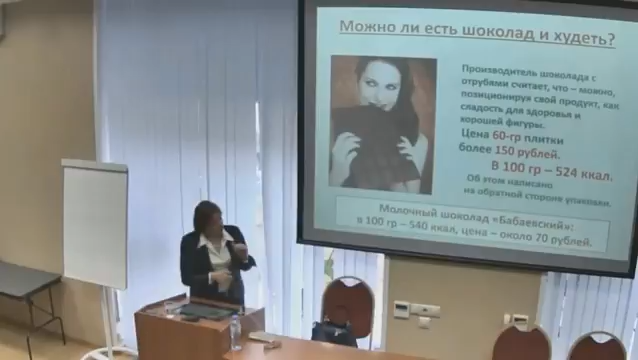 Можно ли есть шоколад и худеть?
Производитель шоколада с
отрубями считает, что – можно,
позиционируя свой продукт, как
сладость для здоровья и
хорошей фигуры.
Цена 60-гр плитки
более 150 рублей.
В 100 гр – 524 ккал.
Об этом написано
на обратной стороне упаковки.
Молочный шоколад «Бабаевский»:
в 100 гр – 540 ккал, цена – около 70 рублей.